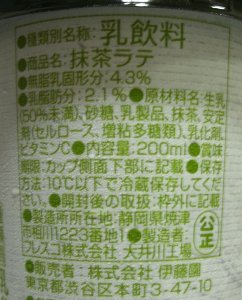 ●種類別名称：乳飲料
●商品名：抹茶ラテ
●無脂乳固形分：4.3%
●乳脂肪分：2.1%●原材料名：生乳
(50%未満)、砂糖、乳製品、抹茶、安定
剤(セルロース、増粘多糖類)、乳化剤、
ビタミンC●内容量：200ml●賞味
期限：カップ側面下部に記載●保存
方法：10℃以下で冷蔵保存してくださ
い。●開封後の取扱：枠外に記載
●製造所所在地：静岡県焼津
市相川1223番地1●製造者：
プレスコ株式会社 大井川工場
●販売者：株式会社 伊藤園
東京都渋谷区本町3-47-10
公正